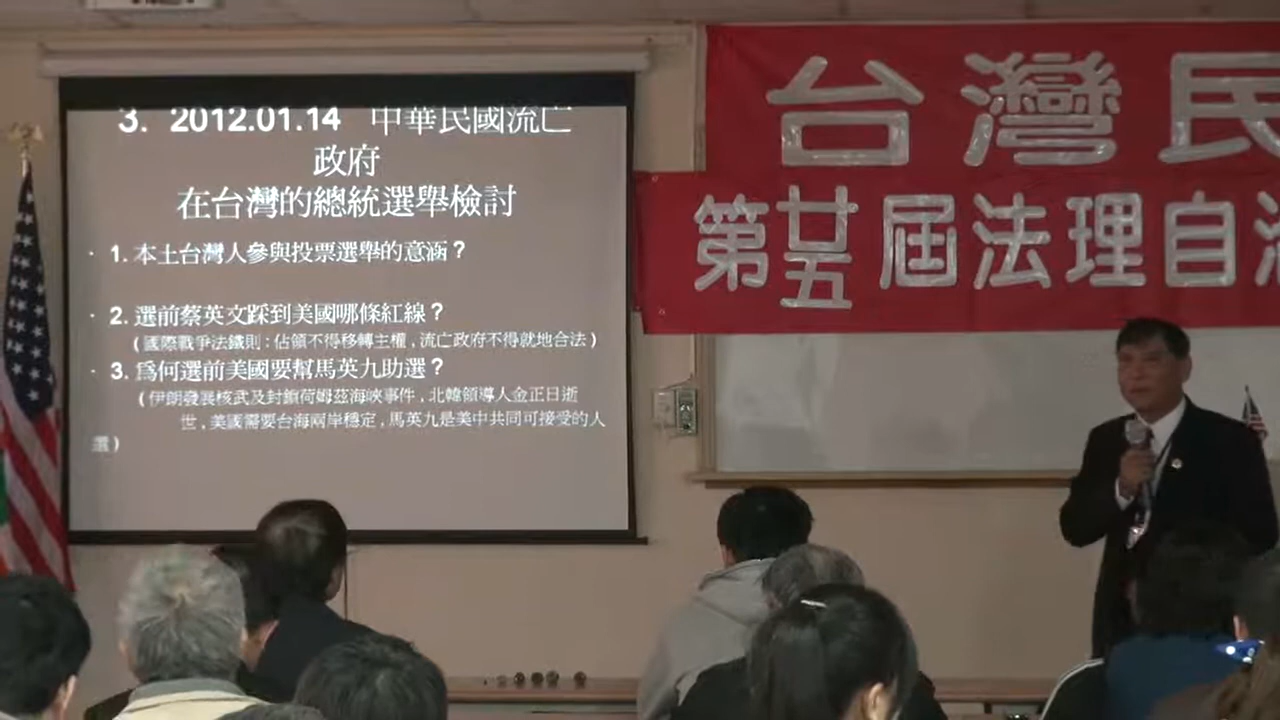 3. 2012.01.14 中華民國流亡
政府
在台灣的總統選舉檢討
· 1. 本土台灣人參與投票選舉的意涵？
· 2. 選前蔡英文踩到美國哪條紅線？
(國際戰爭法鐵則：佔領不得移轉主權，流亡政府不得就地合法)
· 3. 爲何選前美國要幫馬英九助選？
(伊朗發展核武及封鎖荷姆茲海峽事件，北韓領導人金正日逝
世，美國需要台海兩岸穩定，馬英九是美中共同可接受的人
選)
台灣民
第廿五屆法理自